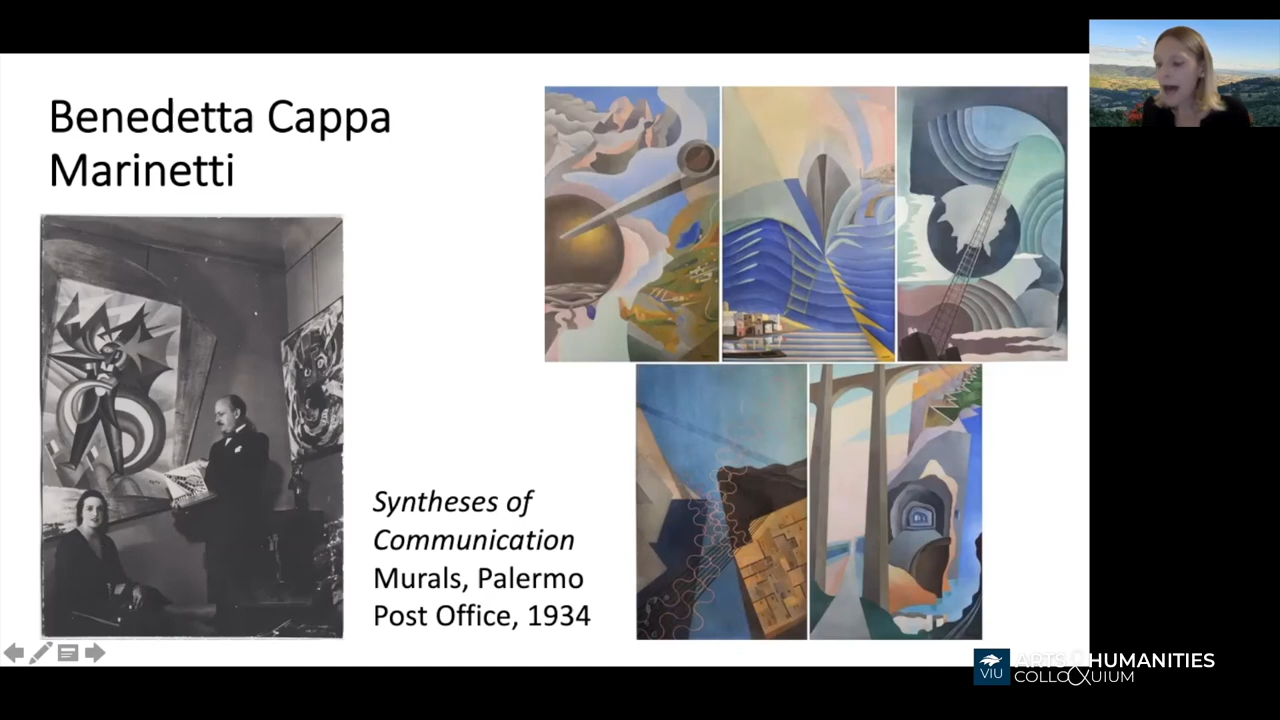 Benedetta Cappa
Marinetti
Syntheses of
Communication
Murals, Palermo
Post Office, 1934
VIU
ARTS & HUMANITIES
COLLOQUIUM